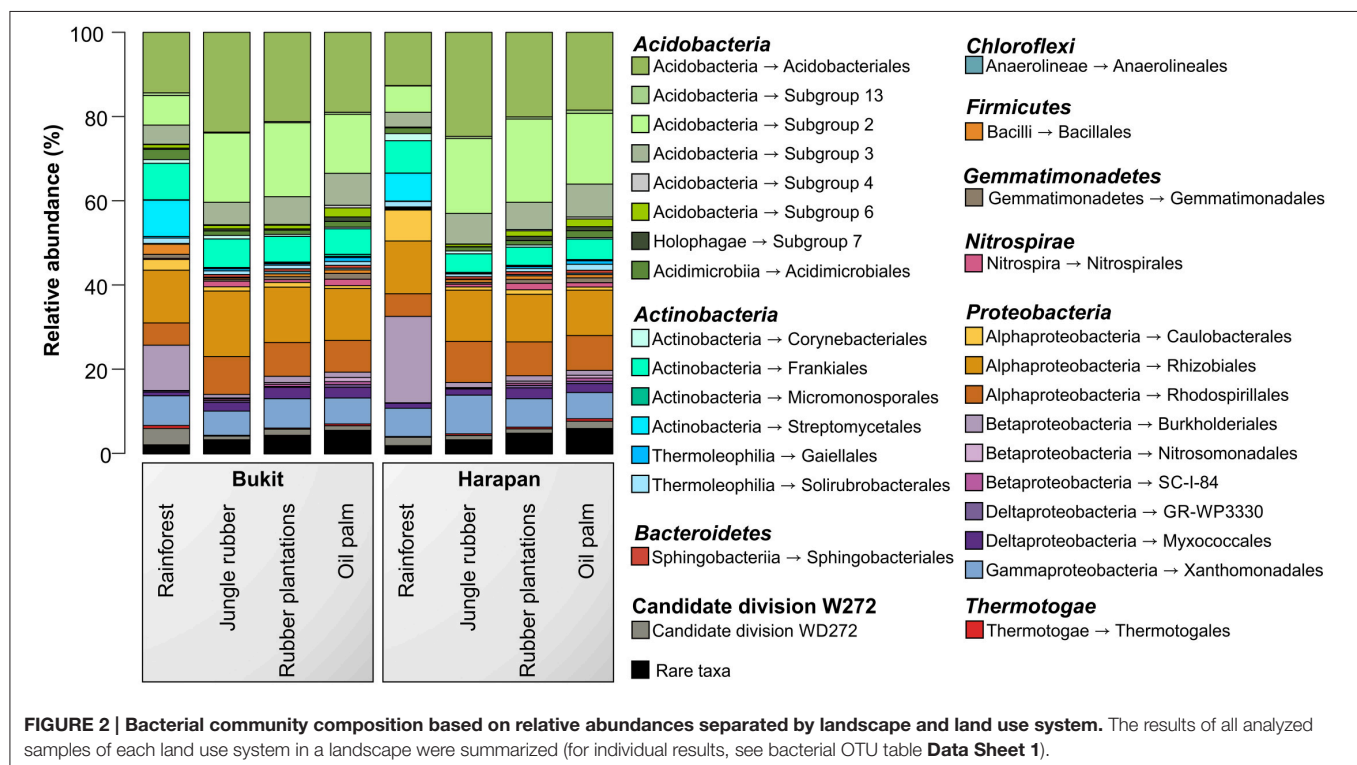 100
80
60
40
20
0
Relative abundance (%)
Bukit
Harapan
Rainforest
Jungle rubber
Rubber plantations
Oil palm
Rainforest
Jungle rubber
Rubber plantations
Oil palm
Acidobacteria
Acidobacteria → Acidobacteriales
Acidobacteria → Subgroup 13
Acidobacteria → Subgroup 2
Acidobacteria → Subgroup 3
Acidobacteria → Subgroup 4
Acidobacteria → Subgroup 6
Holophagae → Subgroup 7
Acidimicrobiia → Acidimicrobiales
Actinobacteria
Actinobacteria → Corynebacteriales
Actinobacteria → Frankiales
Actinobacteria → Micromonosporales
Actinobacteria → Streptomycetales
Thermoleophilia → Gaiellales
Thermoleophilia → Solirubrobacterales
Bacteroidetes
Sphingobacteriia → Sphingobacteriales
Candidate division W272
Candidate division WD272
Rare taxa
Chloroflexi
Anaerolineae → Anaerolineales
Firmicutes
Bacilli → Bacillales
Gemmatimonadetes
Gemmatimonadetes → Gemmatimonadales
Nitrospirae
Nitrospira → Nitrospirales
Proteobacteria
Alphaproteobacteria → Caulobacterales
Alphaproteobacteria → Rhizobiales
Alphaproteobacteria → Rhodospirillales
Betaproteobacteria → Burkholderiales
Betaproteobacteria → Nitrosomonadales
Betaproteobacteria → SC-I-84
Deltaproteobacteria → GR-WP3330
Deltaproteobacteria → Myxococcales
Gammaproteobacteria → Xanthomonadales
Thermotogae
Thermotogae → Thermotogales
FIGURE 2 | Bacterial community composition based on relative abundances separated by landscape and land use system. The results of all analyzed
samples of each land use system in a landscape were summarized (for individual results, see bacterial OTU table Data Sheet 1).